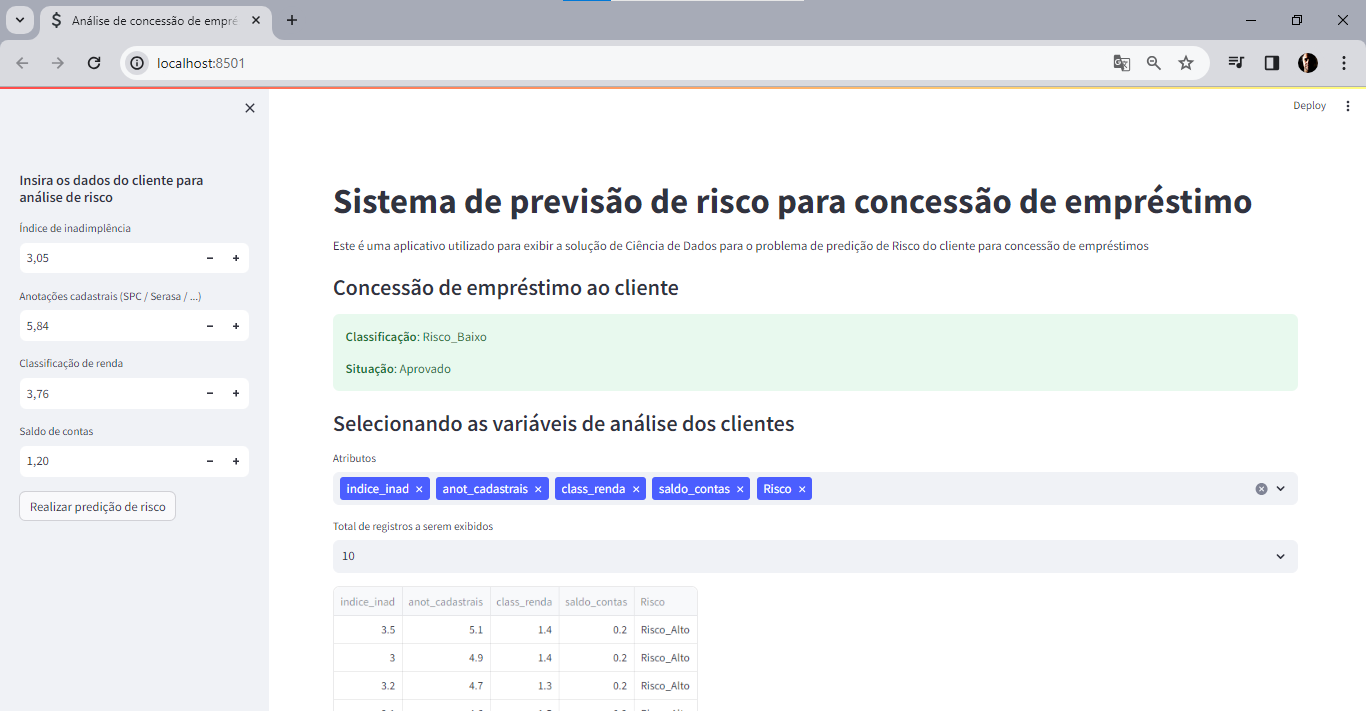 Análise de concessão de empré
localhost:8501
Deploy
Insira os dados do cliente para
análise de risco
Índice de inadimplência
3,05
Anotações cadastrais (SPC / Serasa / ...)
5,84
Classificação de renda
3,76
Saldo de contas
1,20
Realizar predição de risco
Sistema de previsão de risco para concessão de empréstimo
Este é uma aplicativo utilizado para exibir a solução de Ciência de Dados para o problema de predição de Risco do cliente para concessão de empréstimos
Concessão de empréstimo ao cliente
Classificação: Risco_Baixo
Situação: Aprovado
Selecionando as variáveis de análise dos clientes
Atributos
indice_inad anot_cadastrais class_renda saldo_contas Risco
Total de registros a serem exibidos
10
indice_inad anot_cadastrais class_renda saldo_contas Risco
3.5 5.1 1.4 0.2 Risco_Alto
3 4.9 1.4 0.2 Risco_Alto
3.2 4.7 1.3 0.2 Risco_Alto